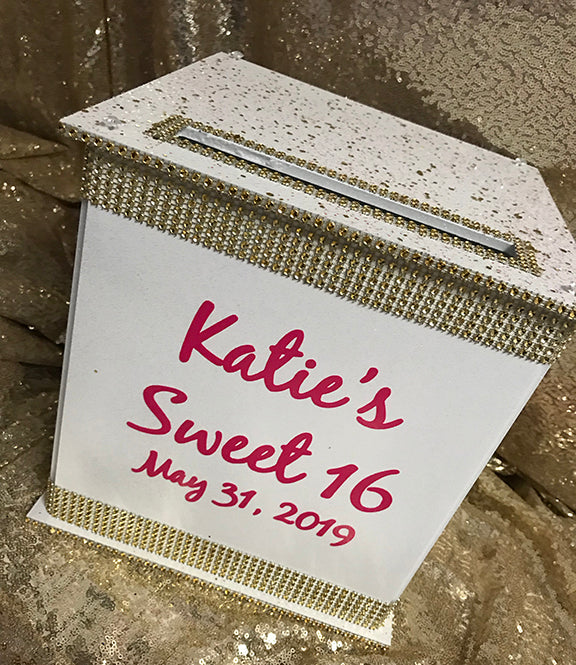 Katie's
Sweet 16
May 31, 2019